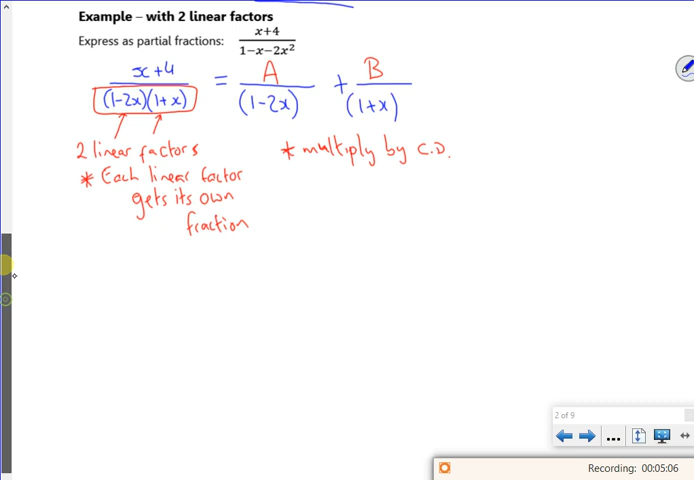 Example – with 2 linear factors
Express as partial fractions: x+4 / 1−x−2x²
x+4 / (1-2x)(1+x) = A / (1-2x) + B / (1+x)
2 linear factors
* multiply by C.D.
* Each linear factor
gets its own
fraction
2 of 9
Recording: 00:05:06